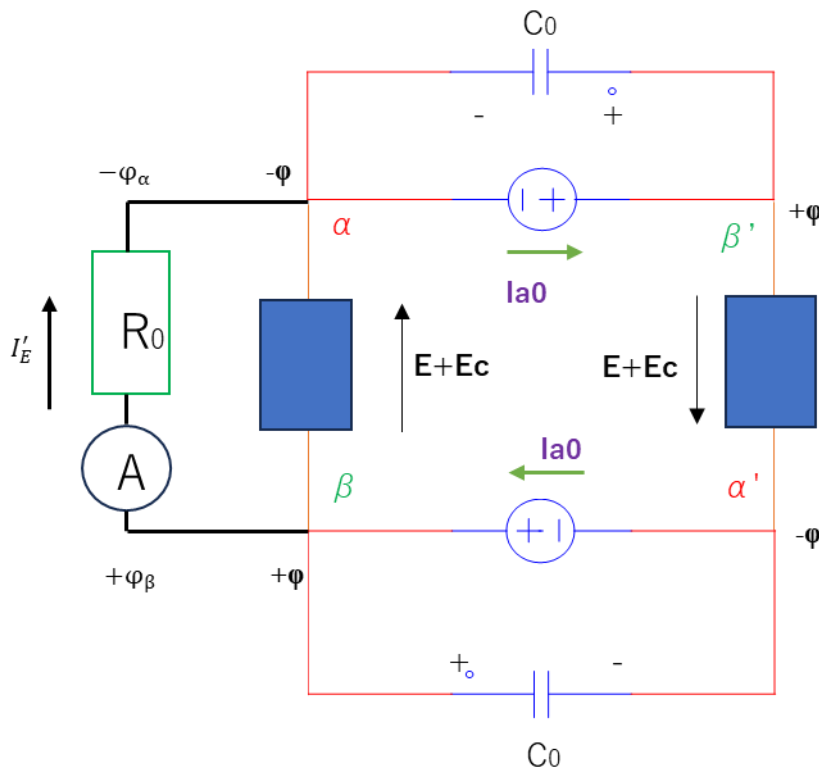 C0
- +
−φα -φ
+φ
α β'
Ia0
I′E R0 E+Ec E+Ec
Ia0
A
β α'
-φ
+φβ +φ
+ -
C0